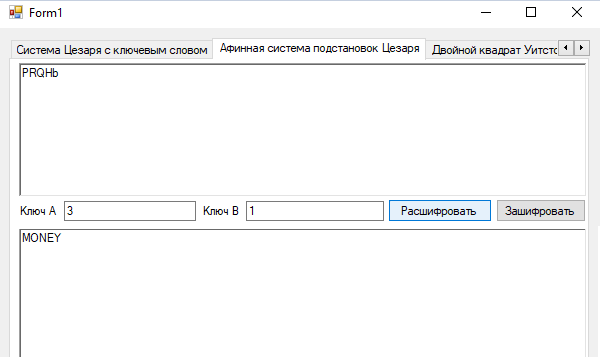 Form1
Система Цезаря с ключевым словом Афинная система подстановок Цезаря Двойной квадрат Уитсто
PRQHb
Ключ A 3 Ключ B 1 Расшифровать Зашифровать
MONEY